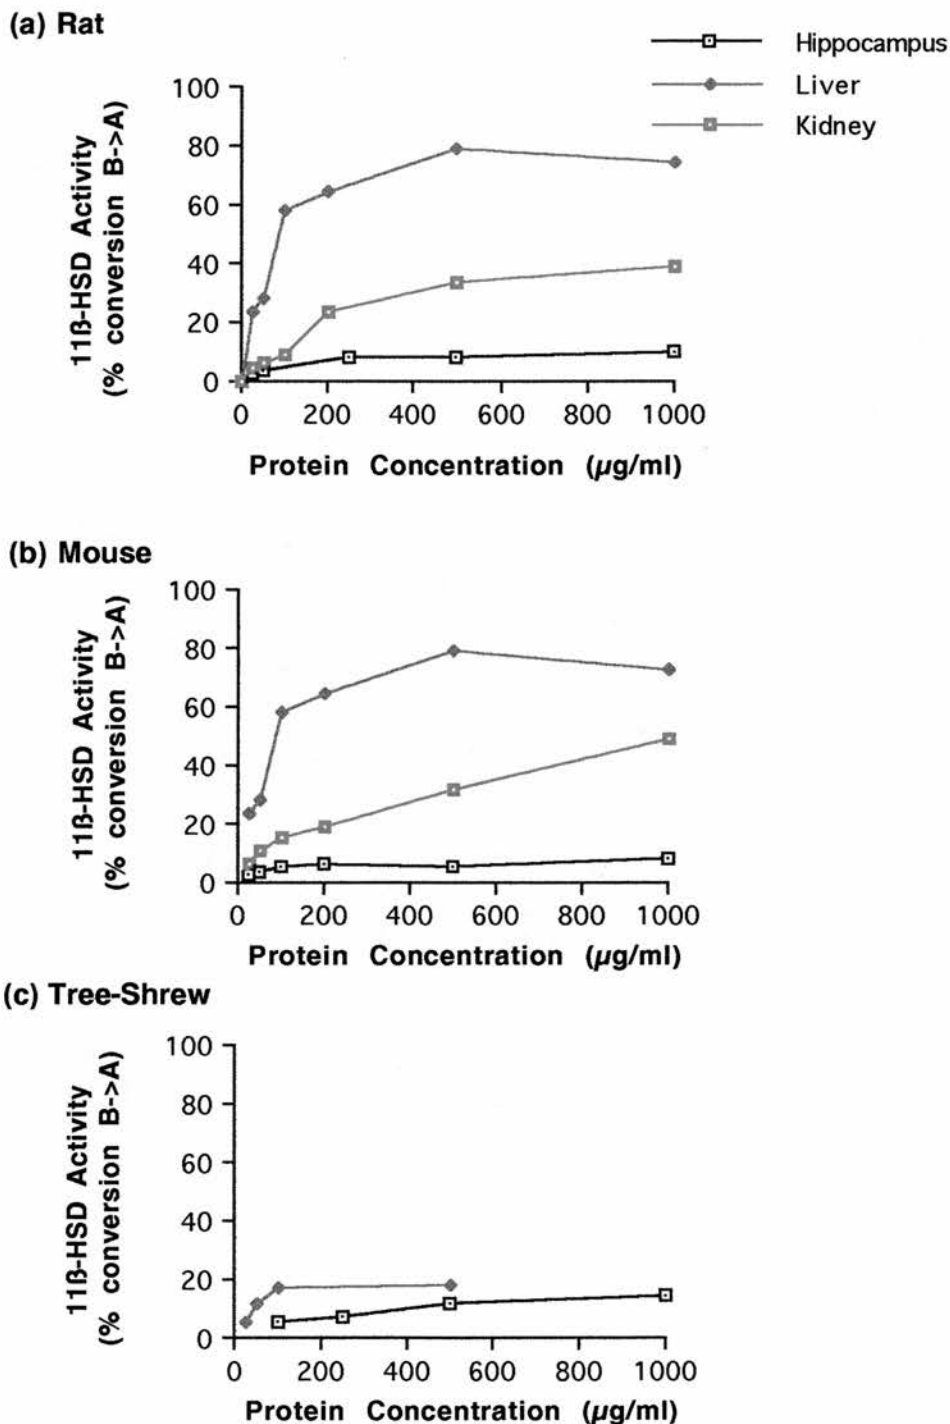 (a) Rat
Hippocampus
Liver
Kidney
11ß-HSD Activity
(% conversion B->A)
100
80
60
40
20
0
0 200 400 600 800 1000
Protein Concentration (µg/ml)
(b) Mouse
11ß-HSD Activity
(% conversion B->A)
100
80
60
40
20
0
0 200 400 600 800 1000
Protein Concentration (µg/ml)
(c) Tree-Shrew
11ß-HSD Activity
(% conversion B->A)
100
80
60
40
20
0
0 200 400 600 800 1000
Protein Concentration (µg/ml)